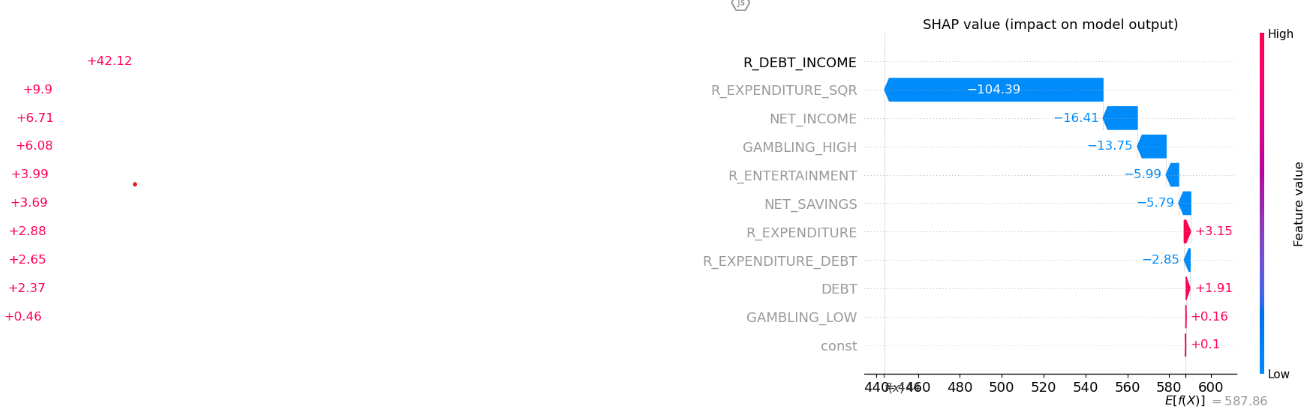 js
SHAP value (impact on model output)
High
+42.12
R_DEBT_INCOME
+9.9
R_EXPENDITURE_SQR
−104.39
+6.71
NET_INCOME
−16.41
+6.08
GAMBLING_HIGH
−13.75
+3.99
R_ENTERTAINMENT
−5.99
+3.69
NET_SAVINGS
−5.79
+2.88
R_EXPENDITURE
+3.15
+2.65
R_EXPENDITURE_DEBT
−2.85
+2.37
DEBT
+1.91
+0.46
GAMBLING_LOW
+0.16
const
+0.1
Feature value
Low
440 460 480 500 520 540 560 580 600
E[f(X)] = 587.86